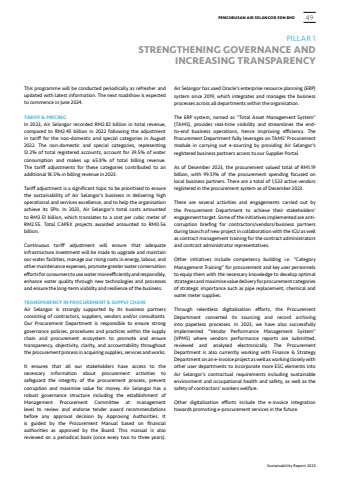 PENGURUSAN AIR SELANGOR SDN BHD 49
PILLAR 1
STRENGTHENING GOVERNANCE AND
INCREASING TRANSPARENCY
This programme will be conducted periodically as refresher and
updated with latest information. The next roadshow is expected
to commence in June 2024.
TARIFF & PRICING
In 2023, Air Selangor recorded RM2.82 billion in total revenue,
compared to RM2.45 billion in 2022 following the adjustment
in tariff for the non-domestic and special categories in August
2022. The non-domestic and special categories, representing
12.2% of total registered accounts, account for 39.5% of water
consumption and makes up 65.8% of total billing revenue.
The tariff adjustments for these categories contributed to an
additional 18.5% in billing revenue in 2023.
Tariff adjustment is a significant topic to be prioritised to ensure
the sustainability of Air Selangor's business in delivering high
operational and services excellence, and to help the organisation
achieve its SPIs. In 2023, Air Selangor's total costs amounted
to RM3.51 billion, which translates to a cost per cubic meter of
RM2.55. Total CAPEX projects awarded amounted to RM0.56
billion.
Continuous tariff adjustment will ensure that adequate
infrastructure investment will be made to upgrade and maintain
our water facilities, manage our rising costs in energy, labour, and
other maintenance expenses, promote greater water conservation
efforts for consumers to use water more efficiently and responsibly,
enhance water quality through new technologies and processes
and ensure the long-term viability and resilience of the business.
TRANSPARENCY IN PROCUREMENT & SUPPLY CHAIN
Air Selangor is strongly supported by its business partners
consisting of contractors, suppliers, vendors and/or consultants.
Our Procurement Department is responsible to ensure strong
governance policies, procedures and practices within the supply
chain and procurement ecosystem to promote and ensure
transparency, objectivity, clarity, and accountability throughout
the procurement process in acquiring supplies, services and works.
It ensures that all our stakeholders have access to the
necessary information about procurement activities to
safeguard the integrity of the procurement process, prevent
corruption and maximise value for money. Air Selangor has a
robust governance structure including the establishment of
Management Procurement Committee at management
level to review and endorse tender award recommendations
before any approval decision by Approving Authorities. It
is guided by the Procurement Manual based on financial
authorities as approved by the Board. This manual is also
reviewed on a periodical basis (once every two to three years).
Air Selangor has used Oracle's enterprise resource planning (ERP)
system since 2019, which integrates and manages the business
processes across all departments within the organisation.
The ERP system, named as "Total Asset Management System"
(TAMS), provides real-time visibility and streamlines the end-
to-end business operations, hence improving efficiency. The
Procurement Department fully leverages on TAMS' Procurement
module in carrying out e-sourcing by providing Air Selangor's
registered business partners access to our Supplier Portal.
As of December 2023, the procurement valued total of RM1.19
billion, with 99.51% of the procurement spending focused on
local business partners. There are a total of 1,533 active vendors
registered in the procurement system as of December 2023.
There are several activities and engagements carried out by
the Procurement Department to achieve their stakeholders'
engagement target. Some of the initiatives implemented are anti-
corruption briefing for contractors/vendors/business partners
during launch of new project in collaboration with the IGU as well
as contract management training for the contract administrators
and contract administrator representatives.
Other initiatives include competency building i.e. "Category
Management Training" for procurement and key user personnels
to equip them with the necessary knowledge to develop optimal
strategies and maximise value delivery for procurement categories
of strategic importance such as pipe replacement, chemical and
water meter supplies.
Through relentless digitalisation efforts, the Procurement
Department converted its sourcing and record archiving
into paperless processes. In 2023, we have also successfully
implemented "Vendor Performance Management System"
(VPMS) where vendors performance reports are submitted,
reviewed and analysed electronically. The Procurement
Department is also currently working with Finance & Strategy
Department on an e-invoice project as well as working closely with
other user departments to incorporate more ESG elements into
Air Selangor's contractual requirements including sustainable
environment and occupational health and safety, as well as the
safety of contractors' workers welfare.
Other digitalisation efforts include the e-invoice integration
towards promoting e-procurement services in the future.
Sustainability Report 2023